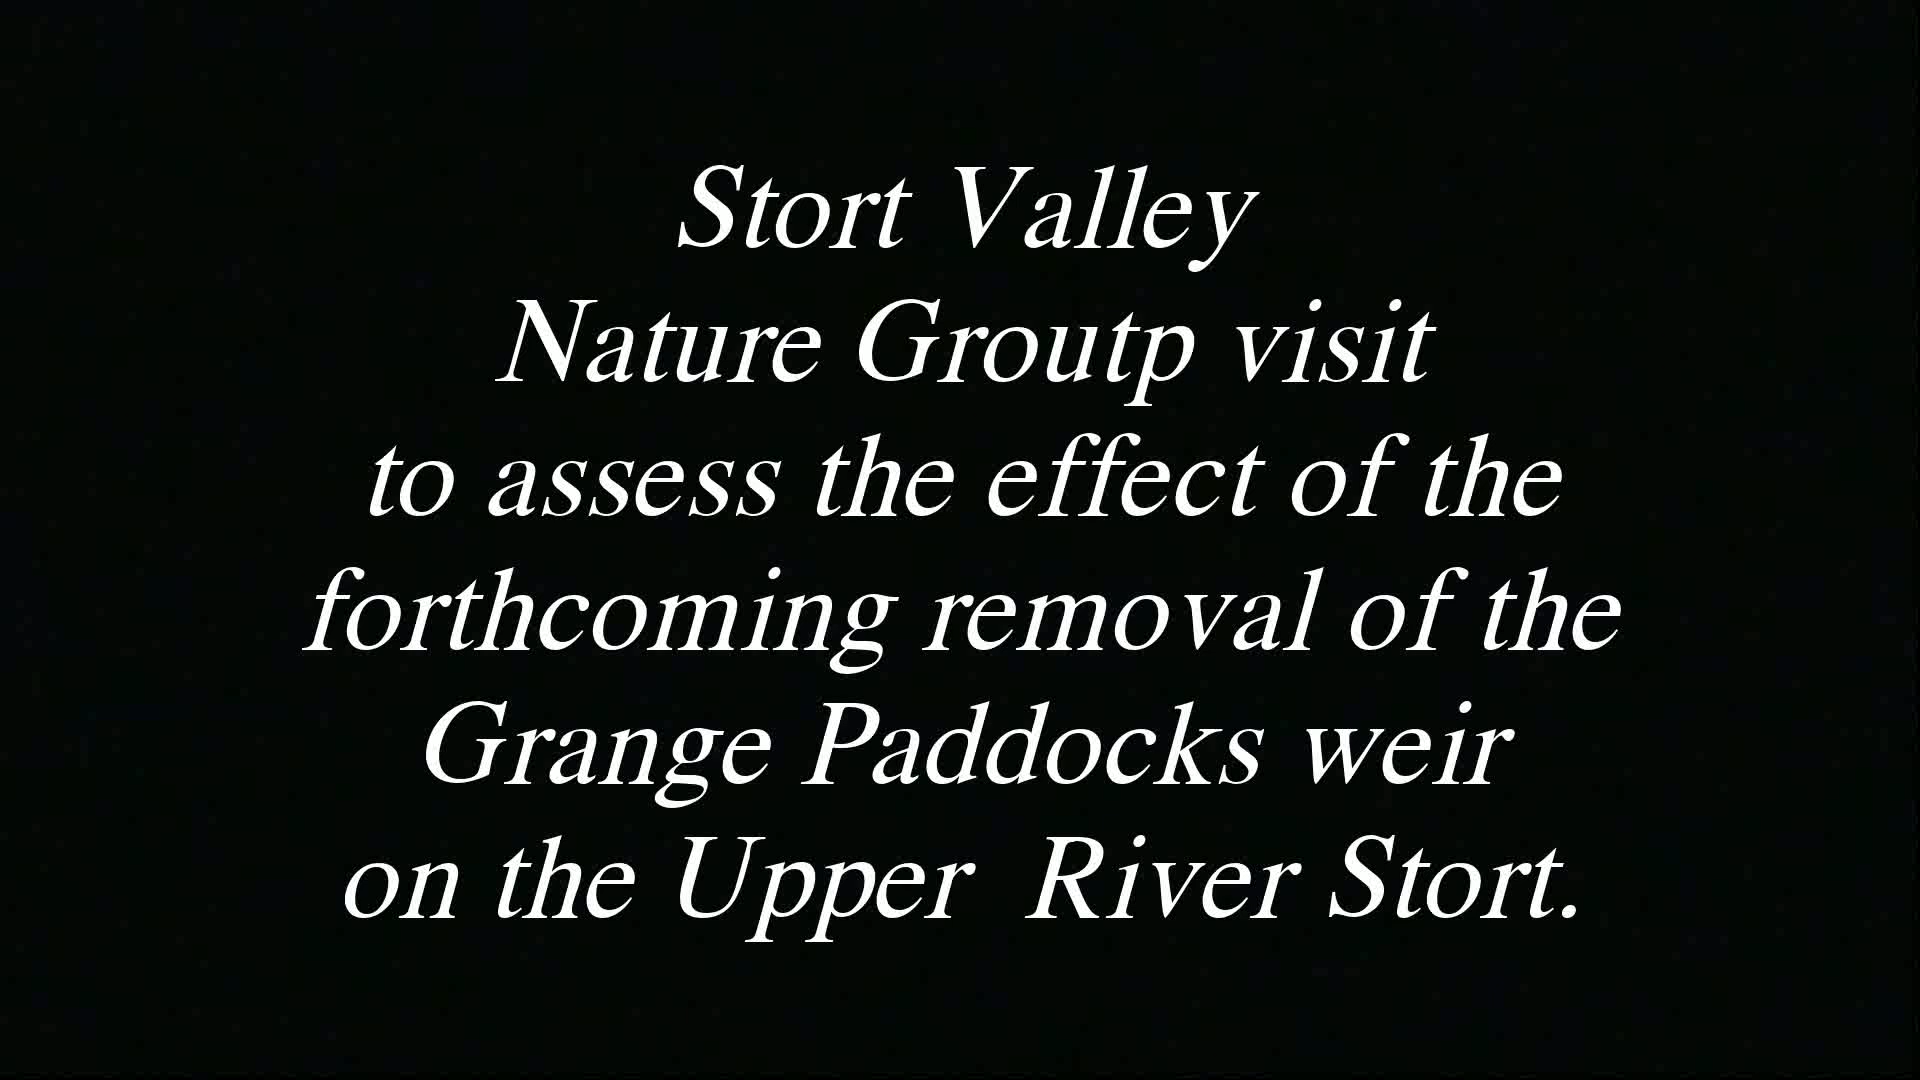 Stort Valley
Nature Groutp visit
to assess the effect of the
forthcoming removal of the
Grange Paddocks weir
on the Upper  River Stort.